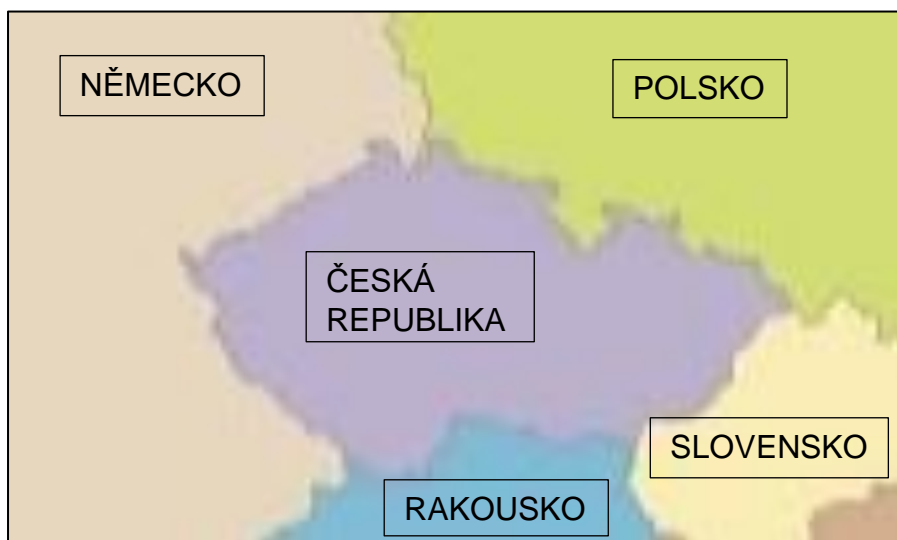 NĚMECKO
POLSKO
ČESKÁ
REPUBLIKA
SLOVENSKO
RAKOUSKO